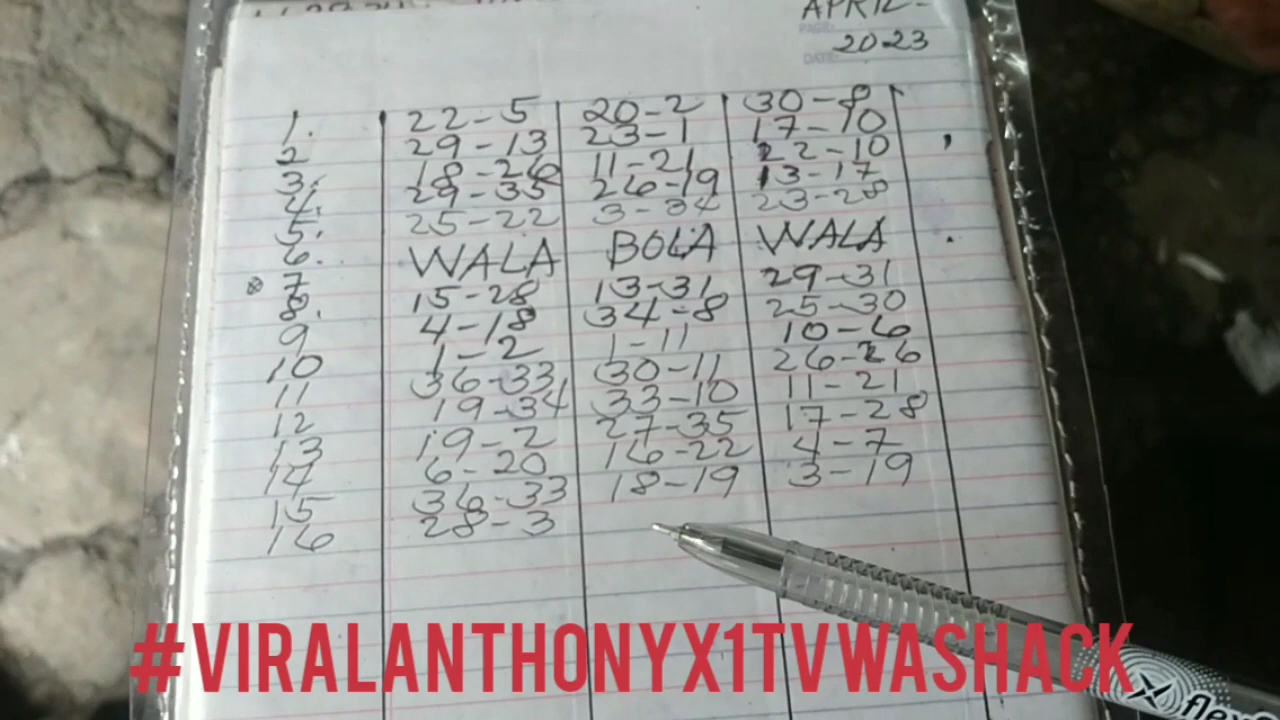 APRIL-
PAGE:
DATE: 2023
1. 22-5 20-2 30-8
2 29-13 23-1 17-10
3. 18-26 11-21 22-10
4. 29-35 26-19 13-17
5. 25-22 3-34 23-28
6. WALA BOLA WALA
7 15-28 13-31 29-31
8. 4-18 34-8 25-30
9 1-2 1-11 10-6
10 36-33 30-11 26-26
11 19-34 33-10 11-21
12 19-2 27-35 17-28
13 6-20 16-22 4-7
14 36-33 18-19 3-19
15 28-3
16
#VIRALANTHONYX1TVWASHACK
flex